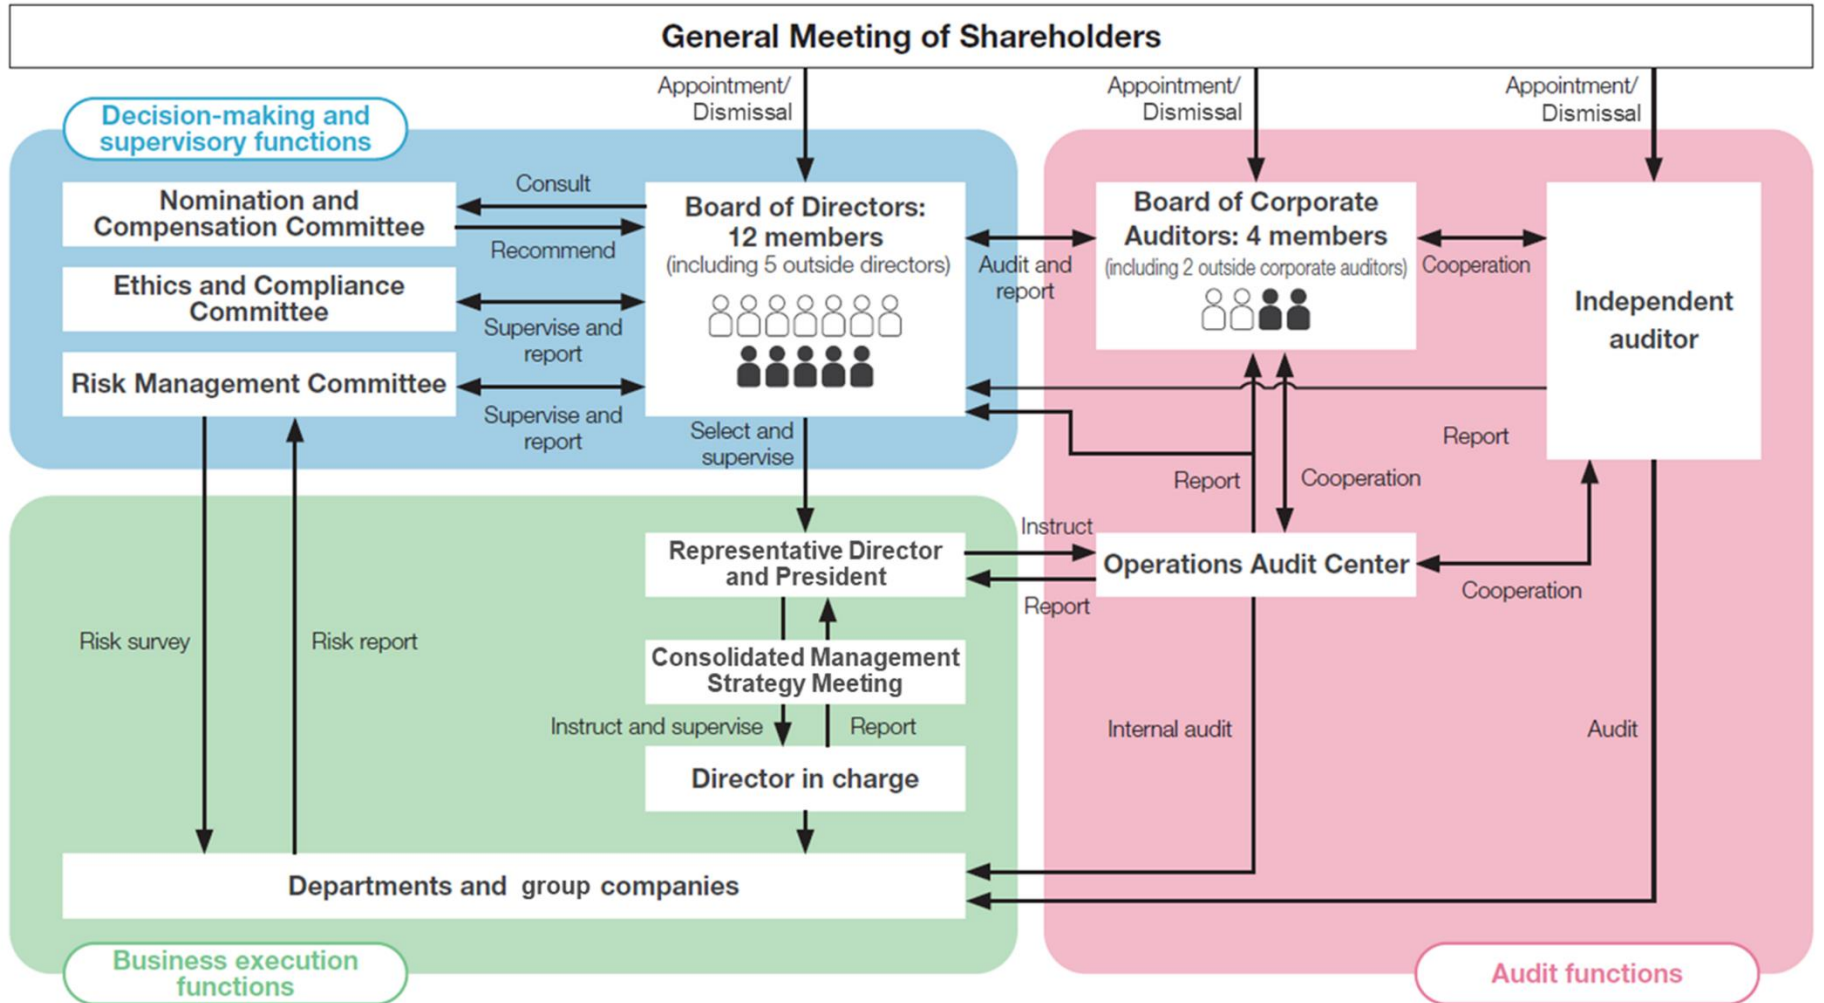 General Meeting of Shareholders
Appointment/
Dismissal
Appointment/
Dismissal
Appointment/
Dismissal
Decision-making and
supervisory functions
Nomination and
Compensation Committee
Consult
Recommend
Ethics and Compliance
Committee
Supervise and
report
Risk Management Committee
Supervise and
report
Board of Directors:
12 members
(including 5 outside directors)
Select and
supervise
Audit and
report
Board of Corporate
Auditors: 4 members
(including 2 outside corporate auditors)
Cooperation
Independent
auditor
Report
Report
Cooperation
Representative Director
and President
Instruct
Report
Operations Audit Center
Cooperation
Risk survey
Risk report
Consolidated Management
Strategy Meeting
Instruct and supervise
Report
Director in charge
Internal audit
Audit
Departments and group companies
Business execution
functions
Audit functions